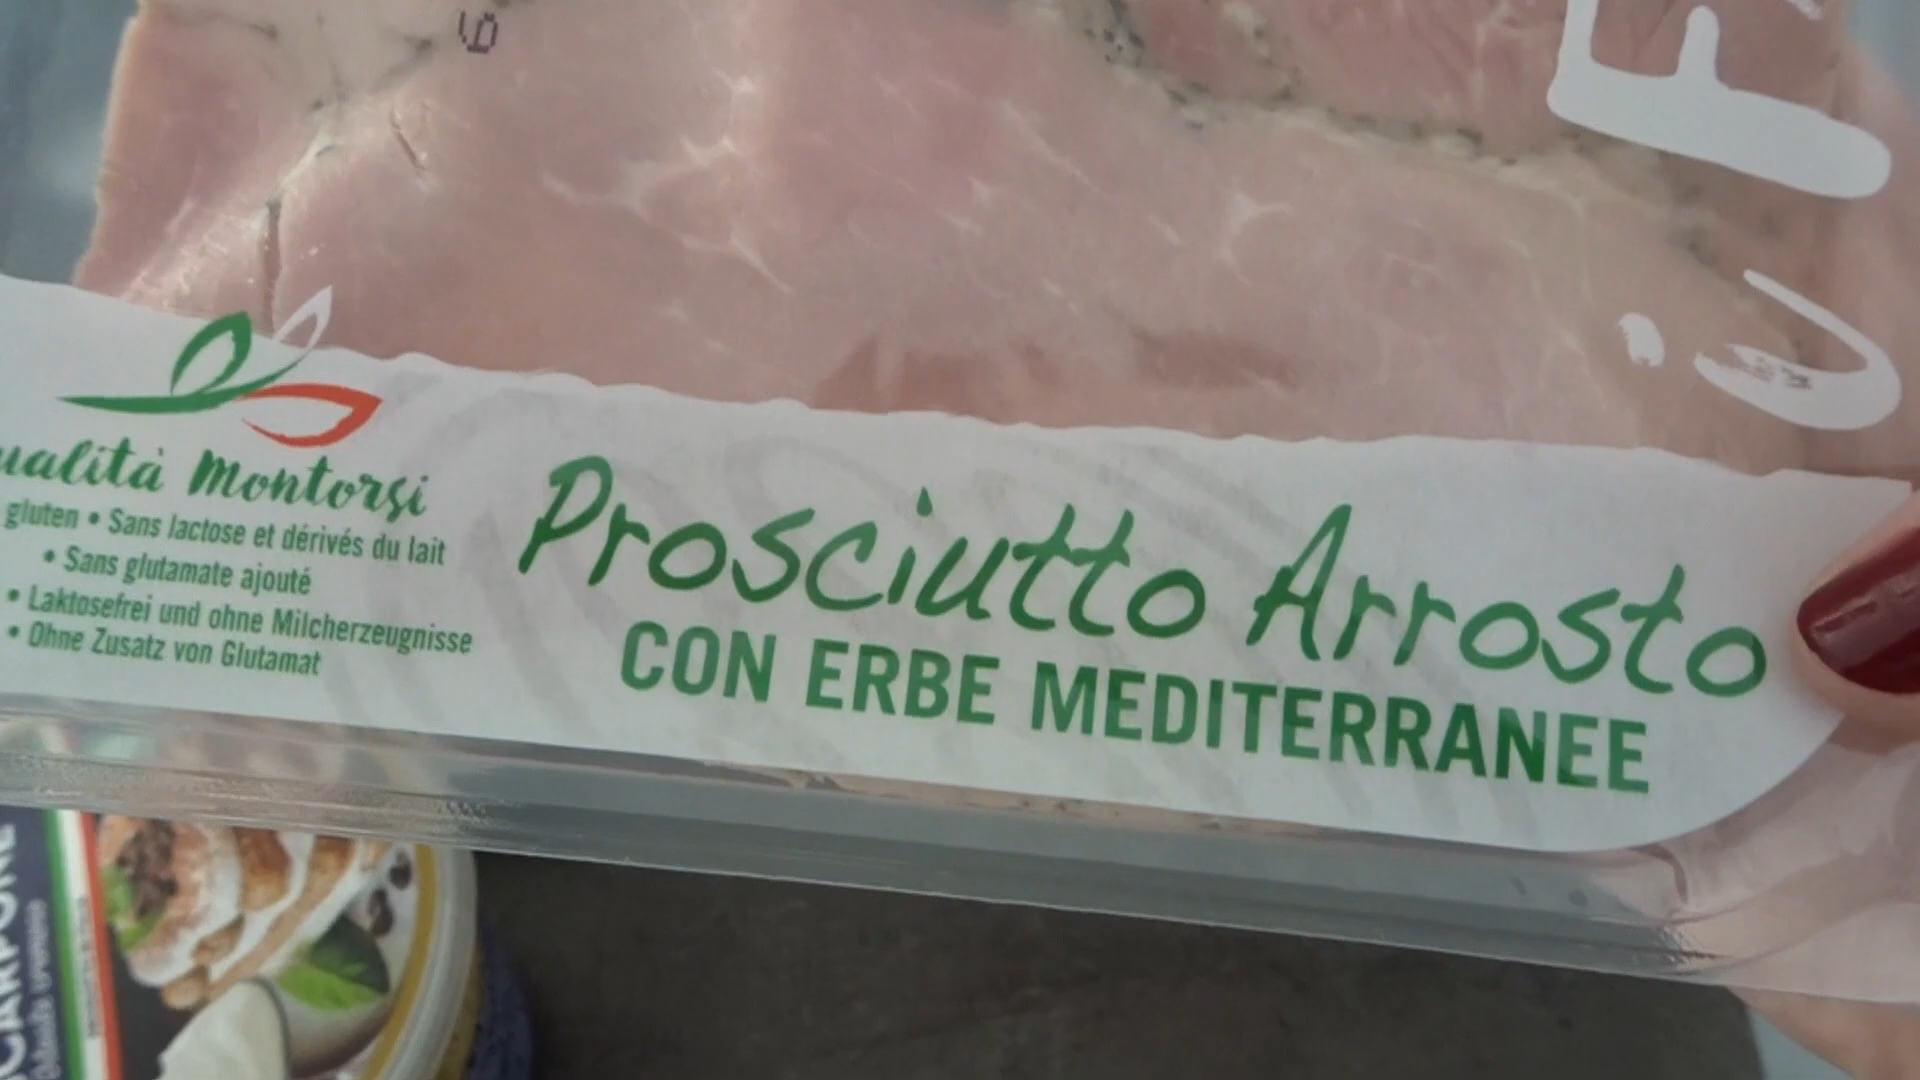 Montorsi
gluten • Sans lactose et dérivés du lait
• Sans glutamate ajouté
• Laktosefrei und ohne Milcherzeugnisse
• Ohne Zusatz von Glutamat
Prosciutto Arrosto
CON ERBE MEDITERRANEE